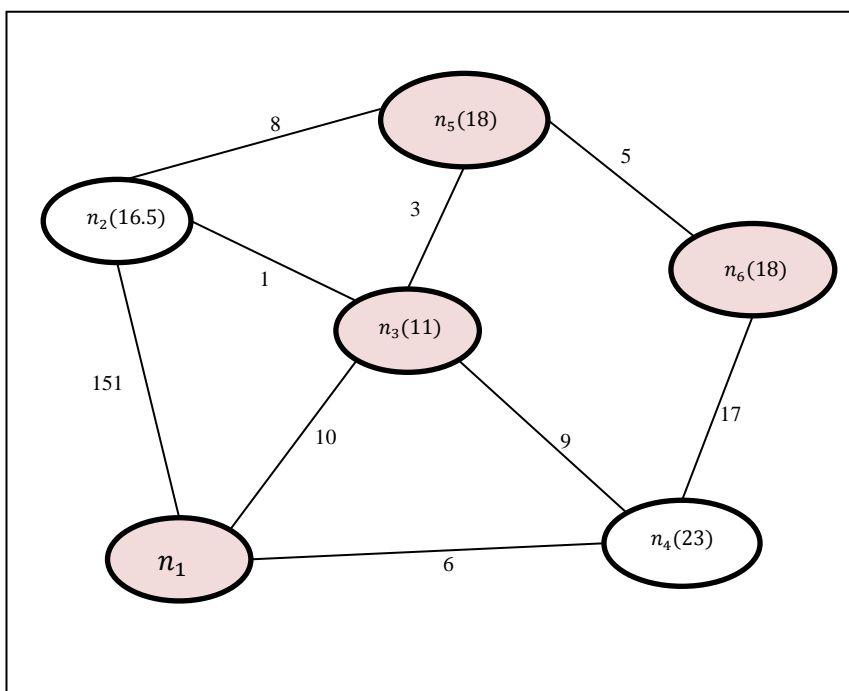 8
𝑛₅(18)
5
𝑛₂(16.5)
3
1
𝑛₆(18)
𝑛₃(11)
151
10
9
17
𝑛₁
6
𝑛₄(23)